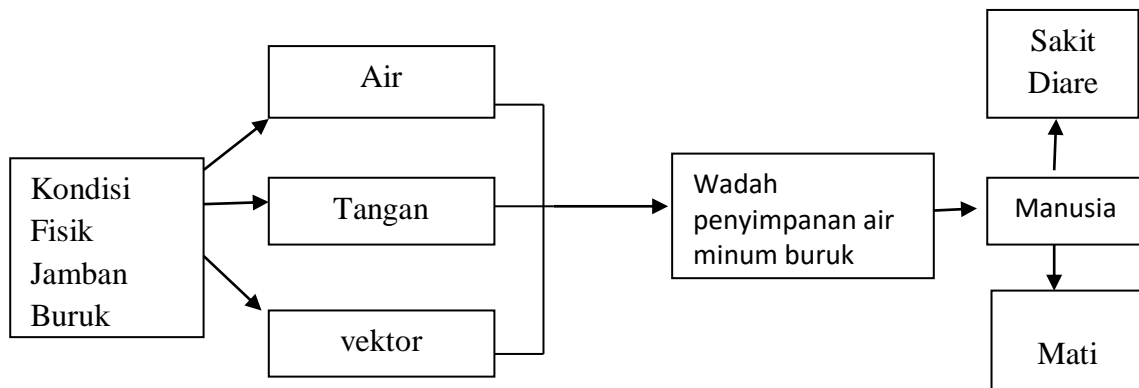 Kondisi
Fisik
Jamban
Buruk
Air
Tangan
vektor
Wadah
penyimpanan air
minum buruk
Manusia
Sakit
Diare
Mati